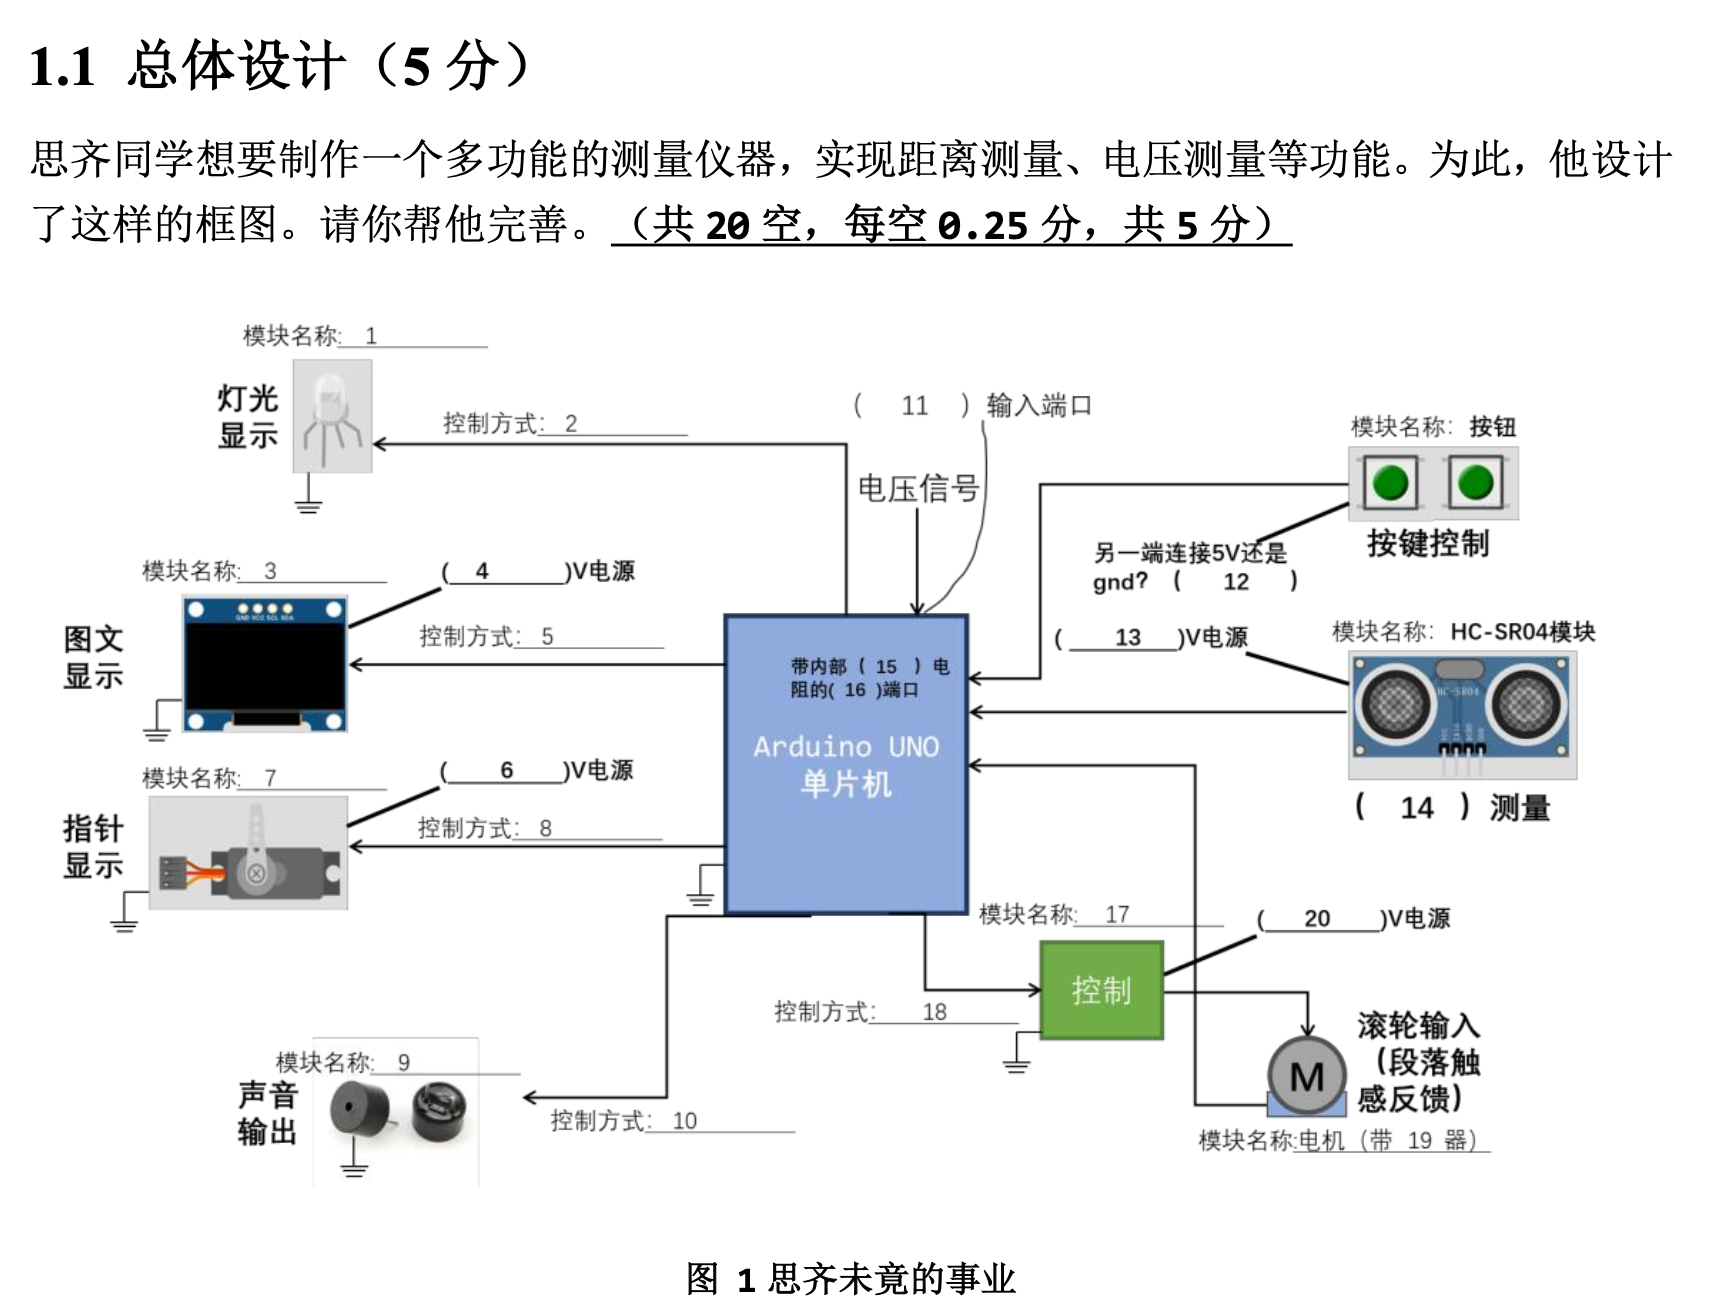 1.1 总体设计（5 分）
思齐同学想要制作一个多功能的测量仪器，实现距离测量、电压测量等功能。为此，他设计
了这样的框图。请你帮他完善。（共 20 空，每空 0.25 分，共 5 分）
模块名称: 1
灯光
显示
控制方式: 2
( 11 ) 输入端口
电压信号
模块名称: 按钮
按键控制
另一端连接5V还是
gnd? ( 12 )
模块名称: 3
( 4 )V电源
图文
显示
GND VCC SCL SDA
控制方式: 5
( 13 )V电源
模块名称: HC-SR04模块
HC-SR04
( 14 ) 测量
带内部 ( 15 ) 电
阻的( 16 )端口
Arduino UNO
单片机
模块名称: 7
( 6 )V电源
指针
显示
控制方式: 8
模块名称: 17
( 20 )V电源
控制
控制方式: 18
模块名称: 9
声音
输出
控制方式: 10
M
滚轮输入
（段落触
感反馈）
模块名称:电机（带 19 器）
图 1 思齐未竟的事业